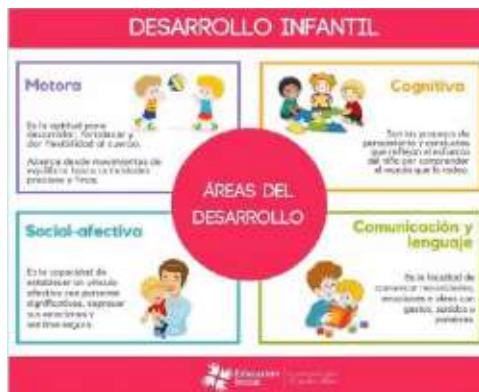 DESARROLLO INFANTIL
Motora
Es la aptitud para
desarrollar, fortalecer y
dar flexibilidad al cuerpo.
Abarca desde movimientos de
equilibrio hasta actividades
precisas y finas.
Cognitiva
Son los procesos de
pensamiento y conductas
que reflejan el esfuerzo
del niño por comprender
el mundo que lo rodea.
ÁREAS DEL
DESARROLLO
Social-afectiva
Es la capacidad de
establecer un vínculo
afectivo con personas
significativas, expresar
sus emociones y
sentirse seguro.
Comunicación y
lenguaje
Es la facultad de
comunicar necesidades,
emociones e ideas con
gestos, sonidos o
palabras.
Educación
Inicial